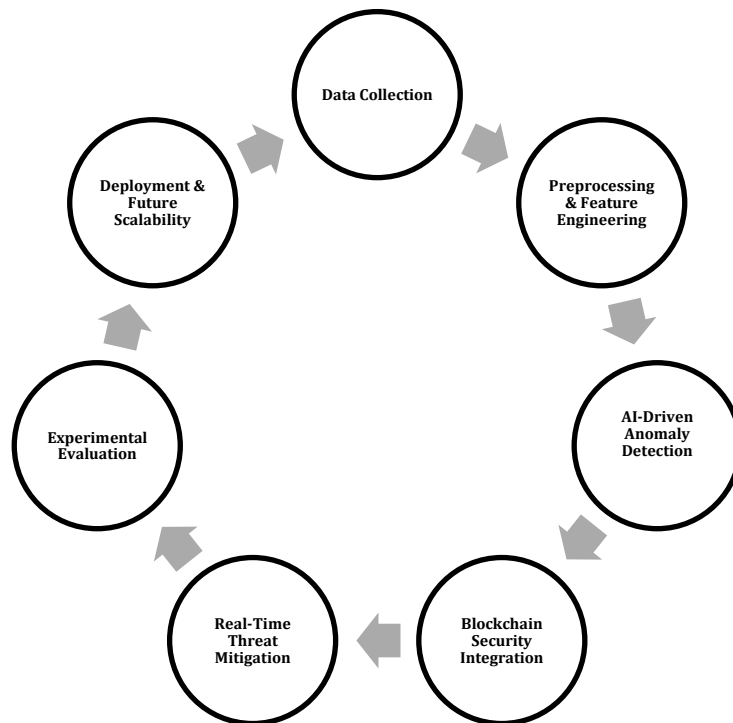 Data Collection
Preprocessing
& Feature
Engineering
AI-Driven
Anomaly
Detection
Blockchain
Security
Integration
Real-Time
Threat
Mitigation
Experimental
Evaluation
Deployment &
Future
Scalability